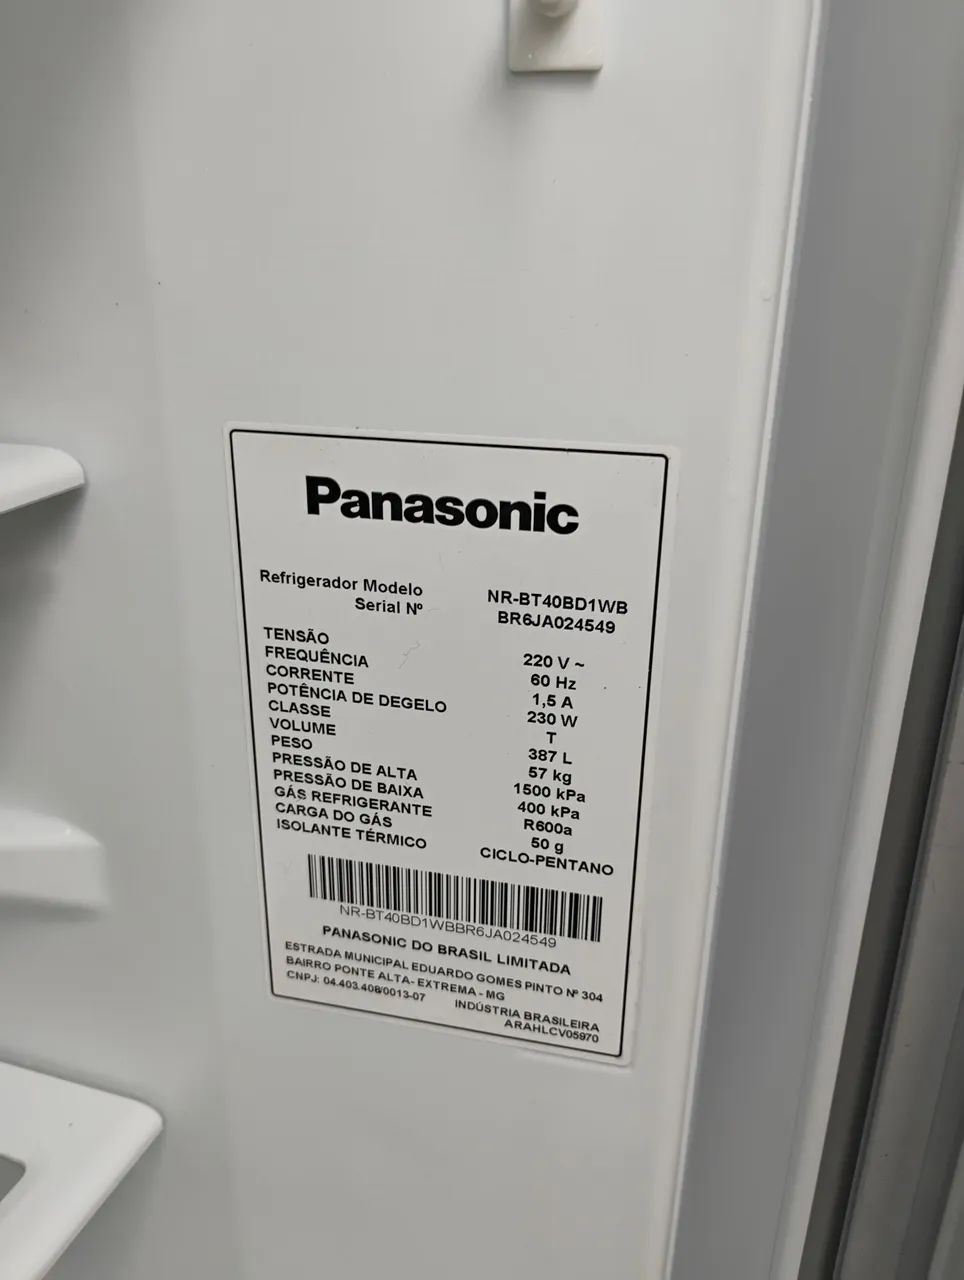 Panasonic
Refrigerador Modelo NR-BT40BD1WB
Serial Nº BR6JA024549
TENSÃO 220 V ~
FREQUÊNCIA 60 Hz
CORRENTE 1,5 A
POTÊNCIA DE DEGELO 230 W
CLASSE T
VOLUME 387 L
PESO 57 kg
PRESSÃO DE ALTA 1500 kPa
PRESSÃO DE BAIXA 400 kPa
GÁS REFRIGERANTE R600a
CARGA DO GÁS 50 g
ISOLANTE TÉRMICO CICLO-PENTANO
NR-BT40BD1WBBR6JA024549
PANASONIC DO BRASIL LIMITADA
ESTRADA MUNICIPAL EDUARDO GOMES PINTO Nº 304
BAIRRO PONTE ALTA- EXTREMA - MG
CNPJ: 04.403.408/0013-07
INDÚSTRIA BRASILEIRA
ARAHLCV05970